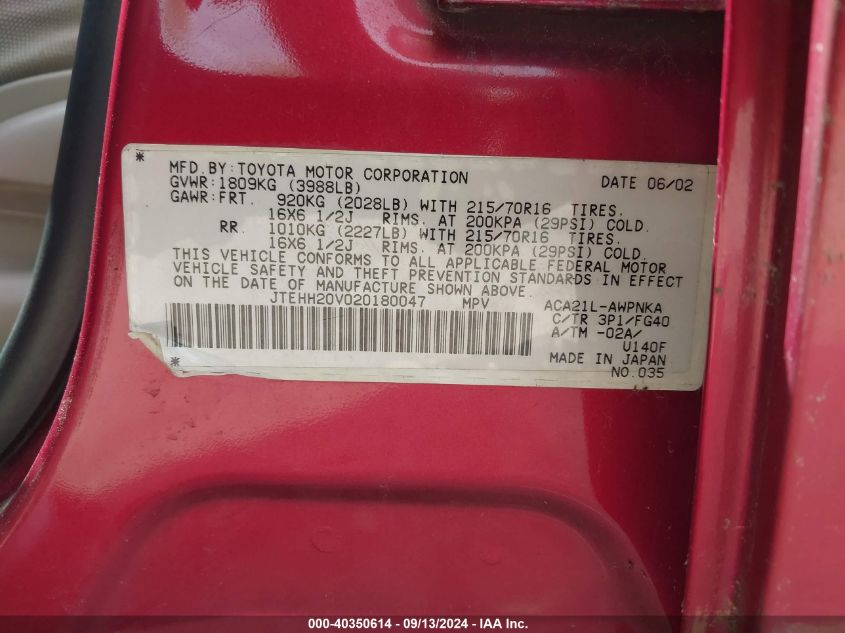 * MFD.BY:TOYOTA MOTOR CORPORATION DATE 06/02
GVWR:1809KG (3988LB)
GAWR:FRT. 920KG (2028LB) WITH 215/70R16 TIRES.
16X6 1/2J RIMS. AT 200KPA (29PSI) COLD.
RR. 1010KG (2227LB) WITH 215/70R16 TIRES.
16X6 1/2J RIMS. AT 200KPA (29PSI) COLD.
THIS VEHICLE CONFORMS TO ALL APPLICABLE FEDERAL MOTOR
VEHICLE SAFETY AND THEFT PREVENTION STANDARDS IN EFFECT
ON THE DATE OF MANUFACTURE SHOWN ABOVE.
JTEHH20V020180047 MPV ACA21L-AWPNKA
C/TR 3P1/FG40
A/TM -02A/
U140F
MADE IN JAPAN
* NO.035
000-40350614 - 09/13/2024 - IAA Inc.